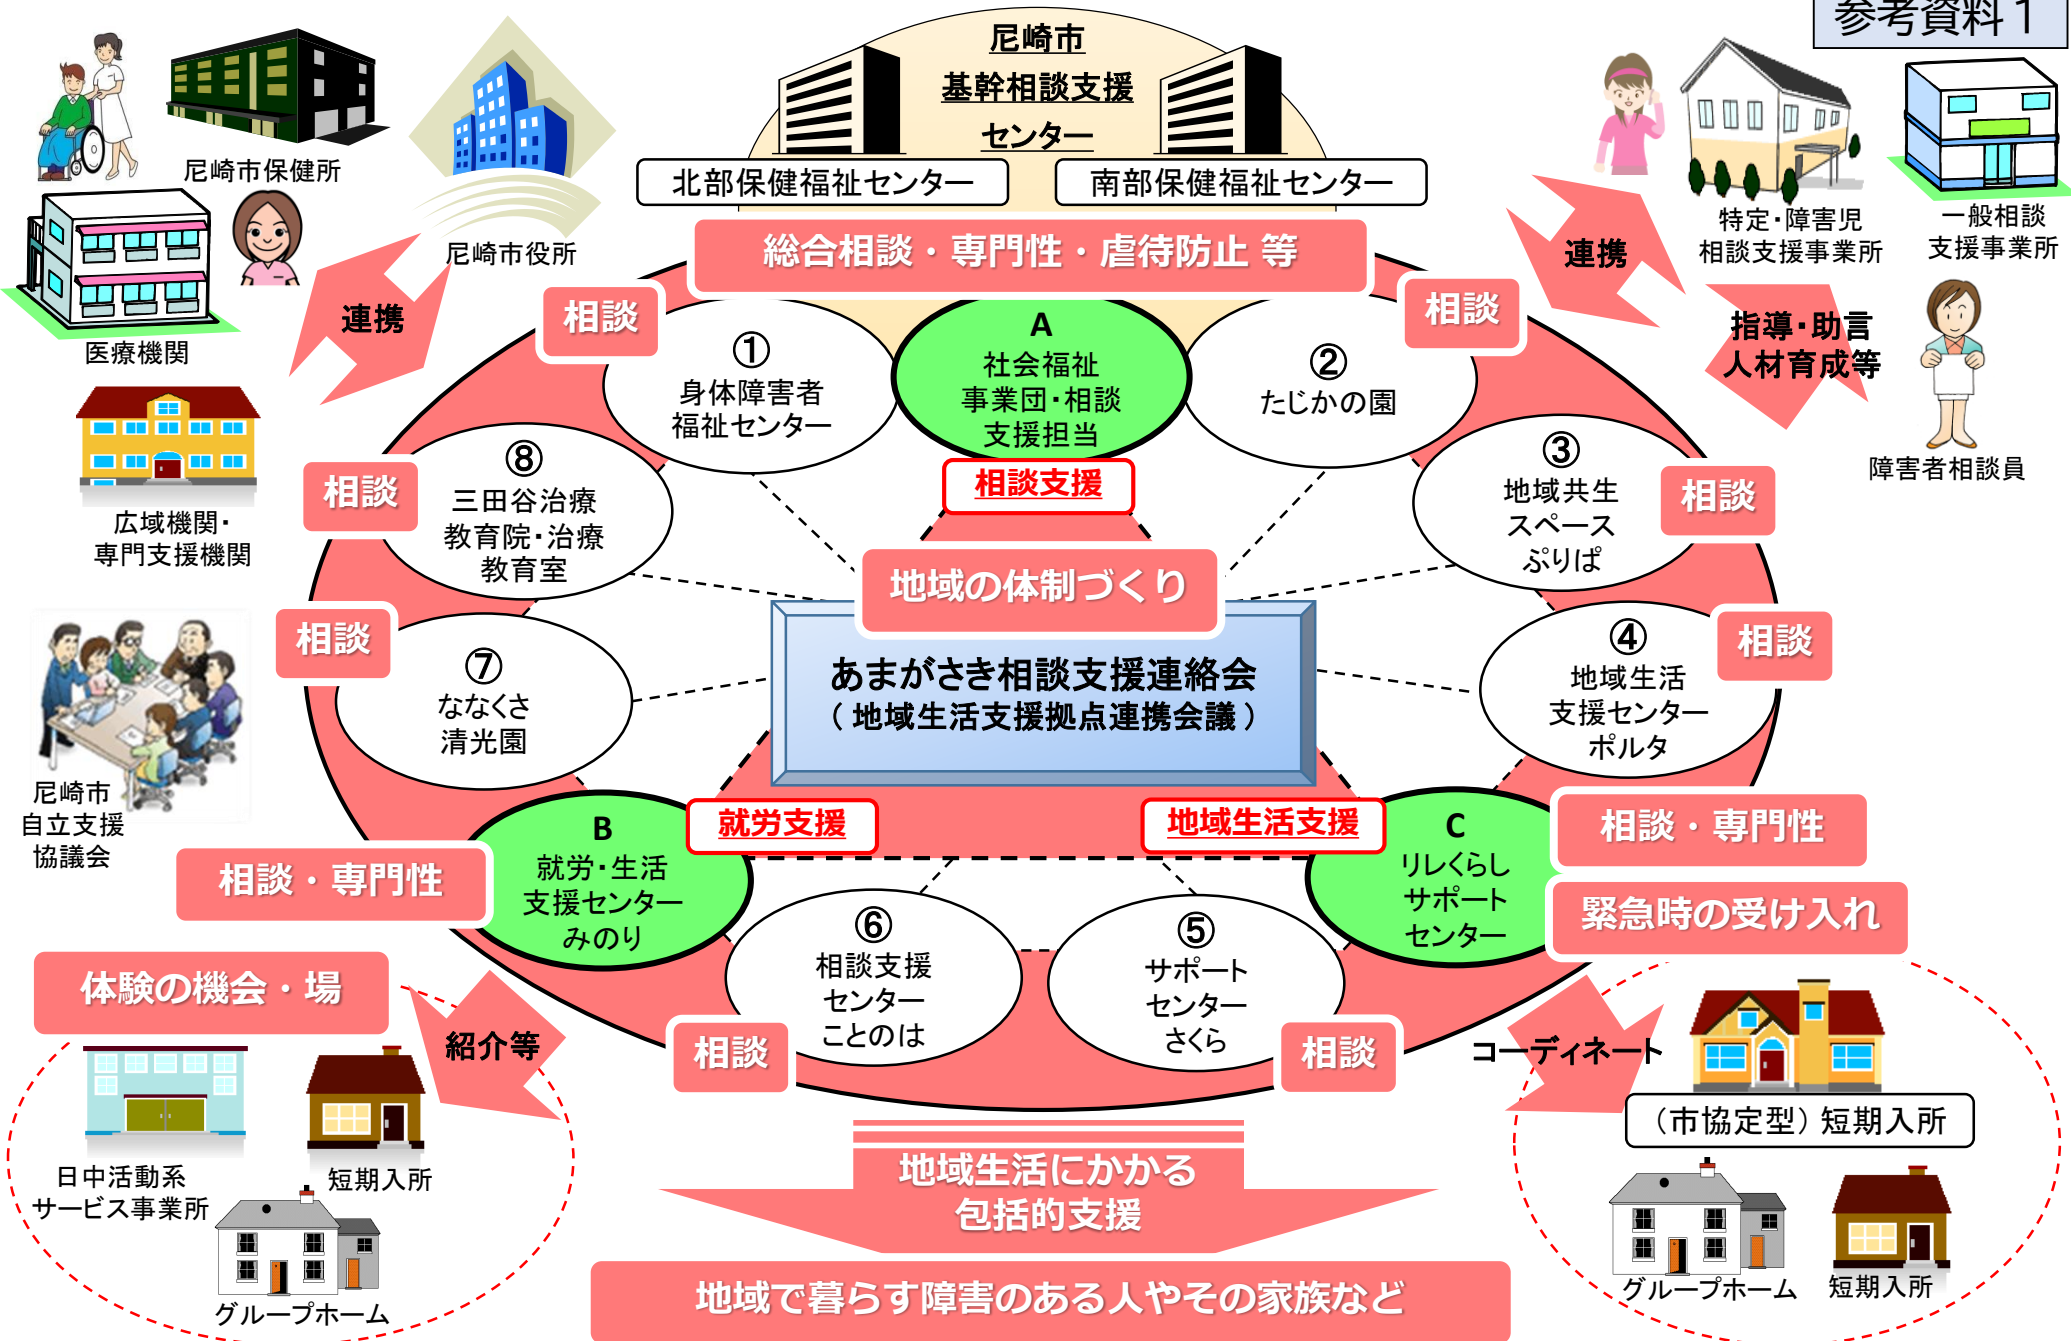 参考資料１
尼崎市
基幹相談支援
センター
北部保健福祉センター
南部保健福祉センター
総合相談・専門性・虐待防止 等
尼崎市保健所
尼崎市役所
医療機関
連携
広域機関・
専門支援機関
尼崎市
自立支援
協議会
特定・障害児
相談支援事業所
一般相談
支援事業所
連携
指導・助言
人材育成等
障害者相談員
相談
①
身体障害者
福祉センター
A
社会福祉
事業団・相談
支援担当
相談支援
相談
②
たじかの園
相談
③
地域共生
スペース
ぷりぱ
相談
④
地域生活
支援センター
ポルタ
相談
⑧
三田谷治療
教育院・治療
教育室
相談
⑦
ななくさ
清光園
地域の体制づくり
あまがさき相談支援連絡会
（ 地域生活支援拠点連携会議 ）
就労支援
地域生活支援
相談・専門性
B
就労・生活
支援センター
みのり
C
リレくらし
サポート
センター
相談・専門性
緊急時の受け入れ
⑥
相談支援
センター
ことのは
相談
⑤
サポート
センター
さくら
相談
体験の機会・場
紹介等
日中活動系
サービス事業所
短期入所
グループホーム
コーディネート
（市協定型）短期入所
グループホーム
短期入所
地域生活にかかる
包括的支援
地域で暮らす障害のある人やその家族など